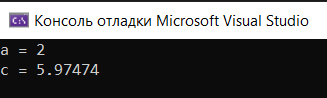 Консоль отладки Microsoft Visual Studio
a = 2
c = 5.97474